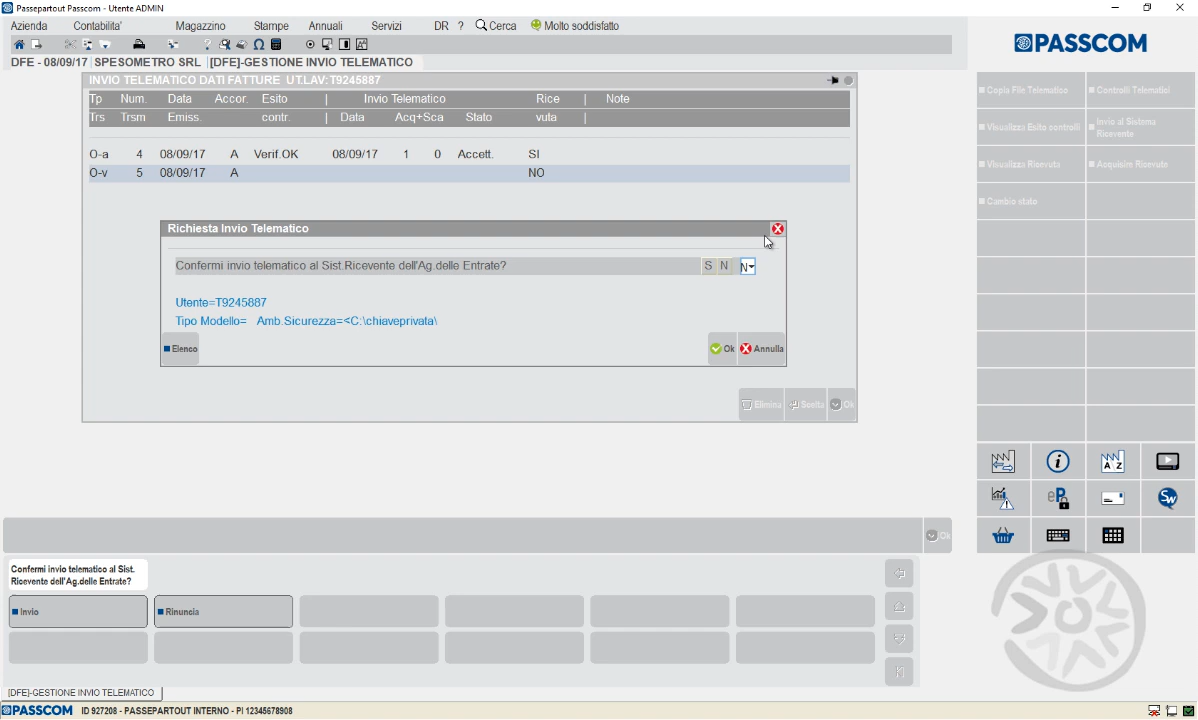 Passepartout Passcom - Utente ADMIN
Azienda Contabilita' Magazzino Stampe Annuali Servizi DR ? Cerca Molto soddisfatto
DFE - 08/09/17 SPESOMETRO SRL [DFE]-GESTIONE INVIO TELEMATICO
PASSCOM
INVIO TELEMATICO DATI FATTURE UT.LAV:T9245887
Tp Num. Data Accor. Esito | Invio Telematico Rice | Note
Trs Trsm Emiss. contr. | Data Acq+Sca Stato vuta |
O-a 4 08/09/17 A Verif.OK 08/09/17 1 0 Accett. SI
O-v 5 08/09/17 A NO
Richiesta Invio Telematico
Confermi invio telematico al Sist.Ricevente dell'Ag.delle Entrate? S N N
Utente=T9245887
Tipo Modello= Amb.Sicurezza=<C:\chiaveprivata\
Elenco Ok Annulla
Elimina Scelta Ok
Copia File Telematico Controlli Telematici
Visualizza Esito controlli Invio al Sistema
Ricevente
Visualizza Ricevuta Acquisire Ricevute
Cambio stato
A Z
eP
Sw
Ok
Confermi invio telematico al Sist.
Ricevente dell'Ag.delle Entrate?
Invio Rinuncia
[DFE]-GESTIONE INVIO TELEMATICO
PASSCOM ID 927208 - PASSEPARTOUT INTERNO - PI 12345678908